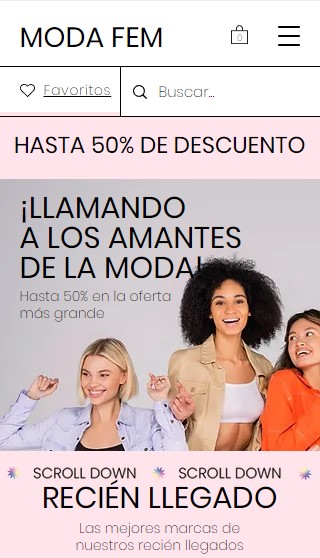 MODA FEM
0
Favoritos
Buscar...
HASTA 50% DE DESCUENTO
¡LLAMANDO
A LOS AMANTES
DE LA MODA!
Hasta 50% en la oferta
más grande
SCROLL DOWN SCROLL DOWN
RECIÉN LLEGADO
Las mejores marcas de
nuestros recién llegados